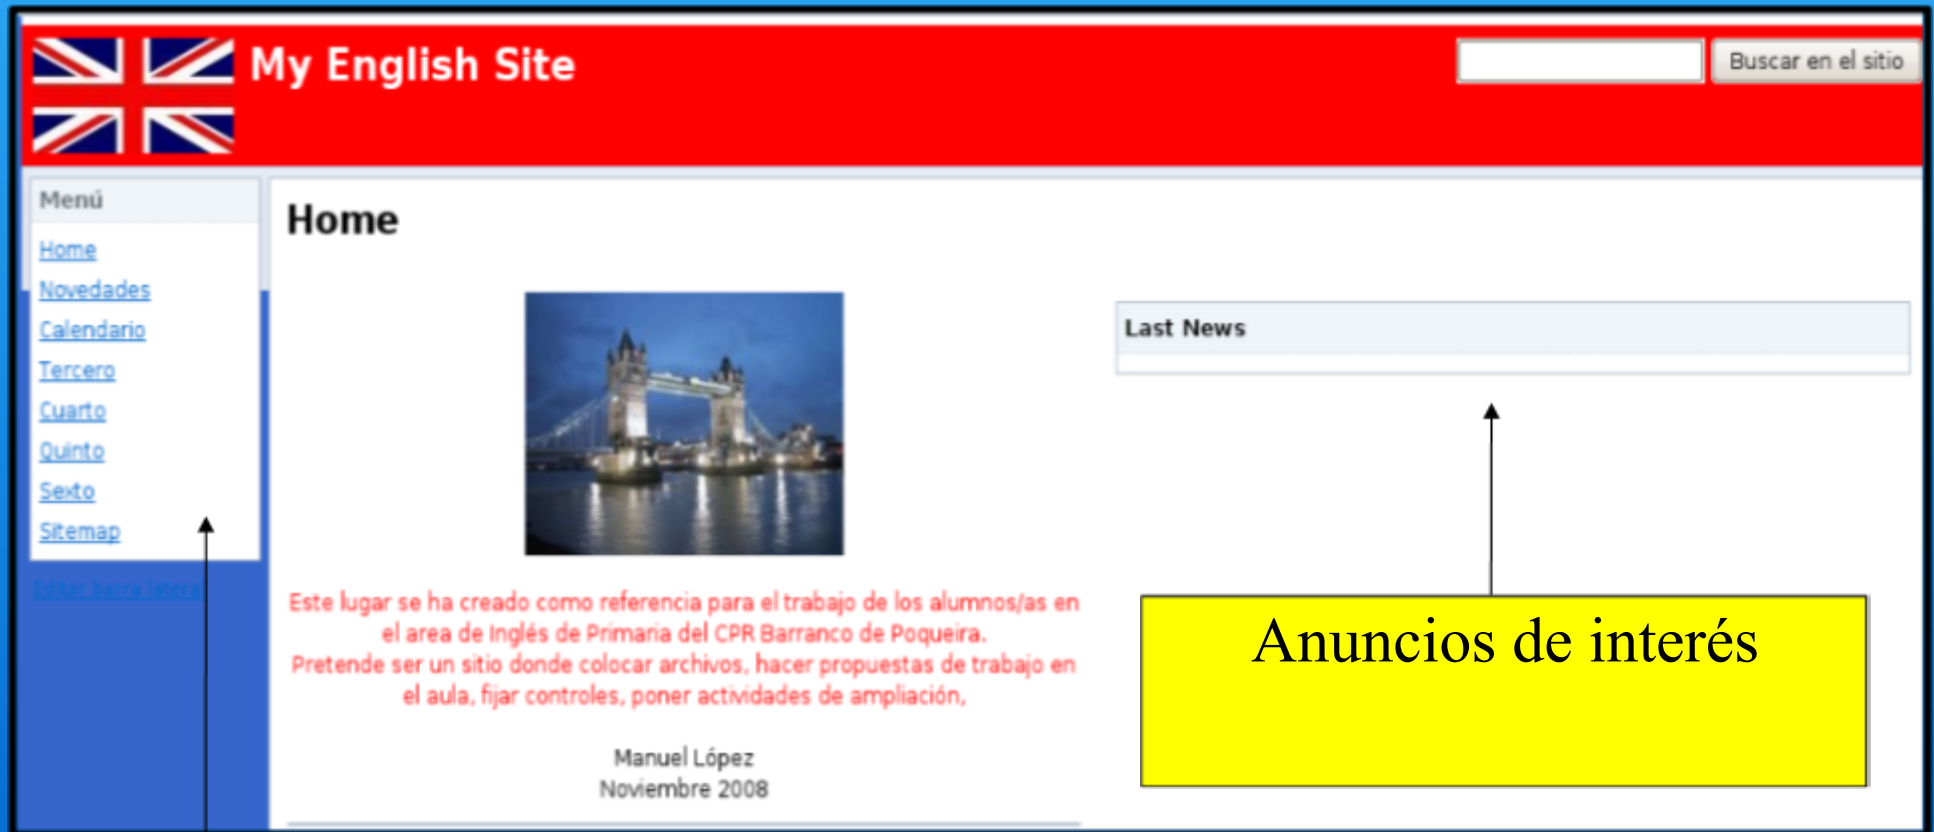 My English Site
Buscar en el sitio
Menú
Home
Novedades
Calendario
Tercero
Cuarto
Quinto
Sexto
Sitemap
Editar barra lateral
Home
Este lugar se ha creado como referencia para el trabajo de los alumnos/as en
el area de Inglés de Primaria del CPR Barranco de Poqueira.
Pretende ser un sitio donde colocar archivos, hacer propuestas de trabajo en
el aula, fijar controles, poner actividades de ampliación,
Manuel López
Noviembre 2008
Last News
Anuncios de interés